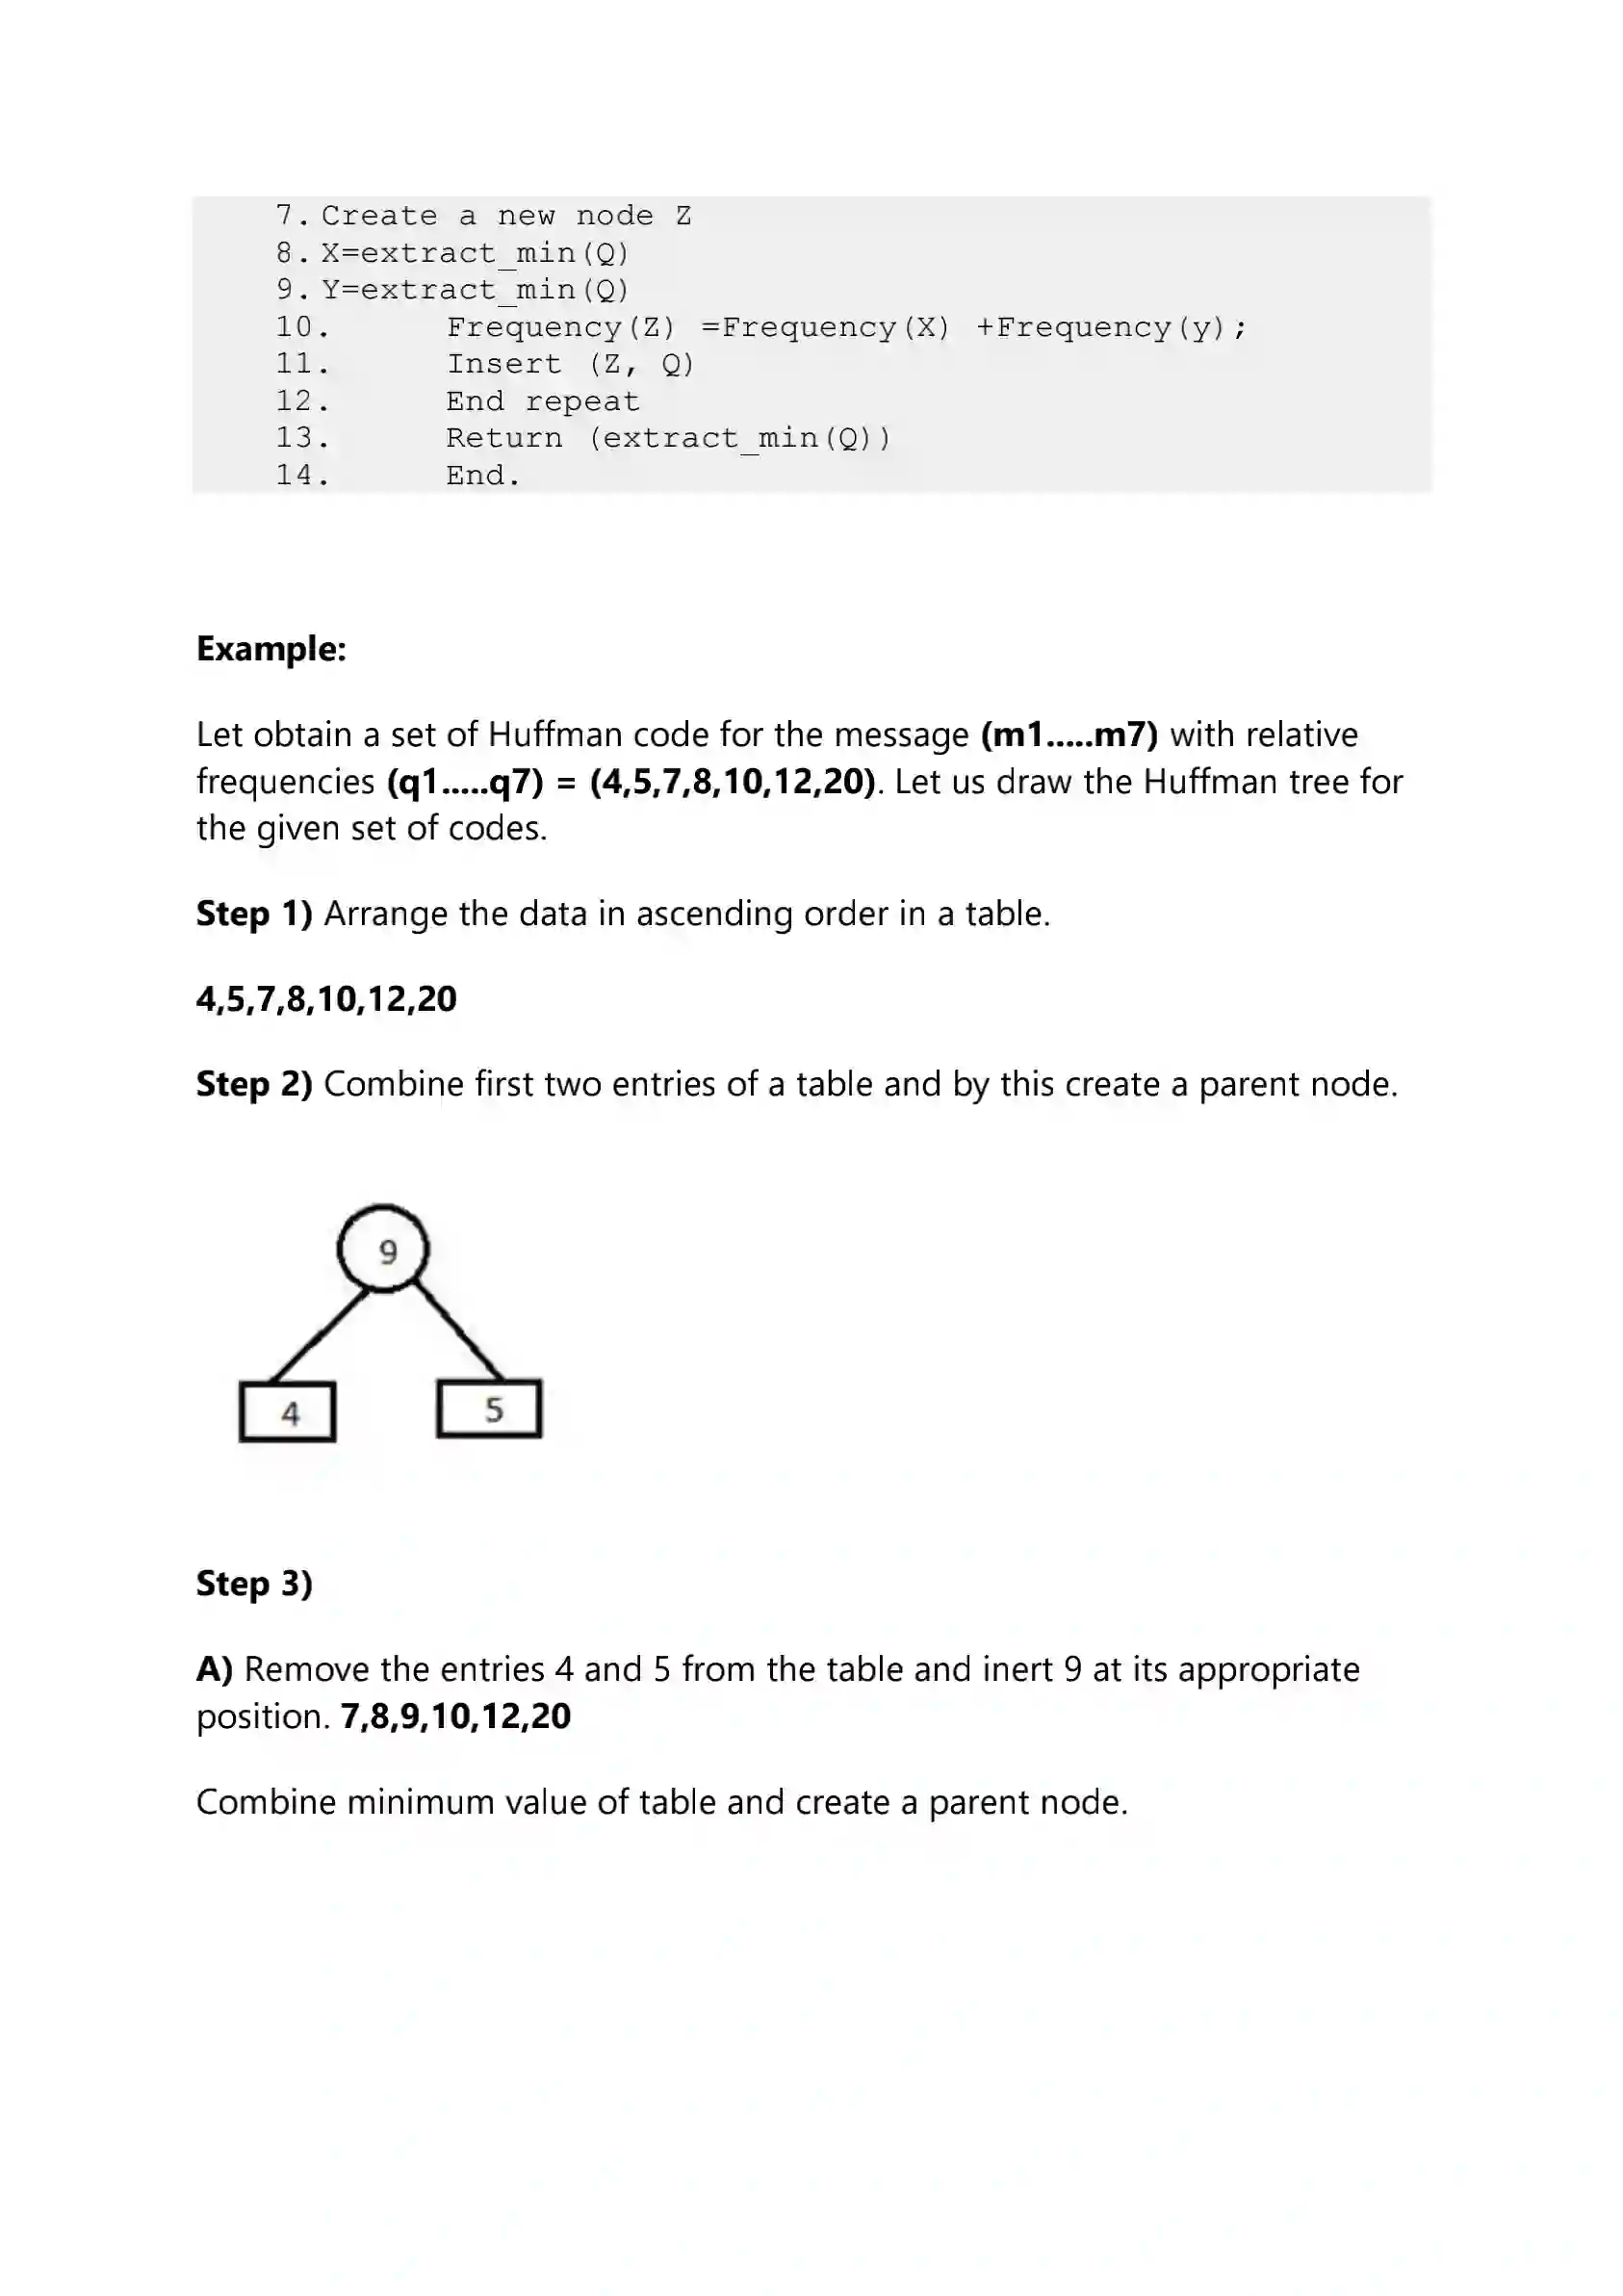 7. Create a new node Z
8. X=extract_min(Q)
9. Y=extract_min(Q)
10. Frequency(Z) =Frequency(X) +Frequency(y);
11. Insert (Z, Q)
12. End repeat
13. Return (extract_min(Q))
14. End.
Example:
Let obtain a set of Huffman code for the message (m1.....m7) with relative
frequencies (q1.....q7) = (4,5,7,8,10,12,20). Let us draw the Huffman tree for
the given set of codes.
Step 1) Arrange the data in ascending order in a table.
4,5,7,8,10,12,20
Step 2) Combine first two entries of a table and by this create a parent node.
9
4 5
Step 3)
A) Remove the entries 4 and 5 from the table and inert 9 at its appropriate
position. 7,8,9,10,12,20
Combine minimum value of table and create a parent node.